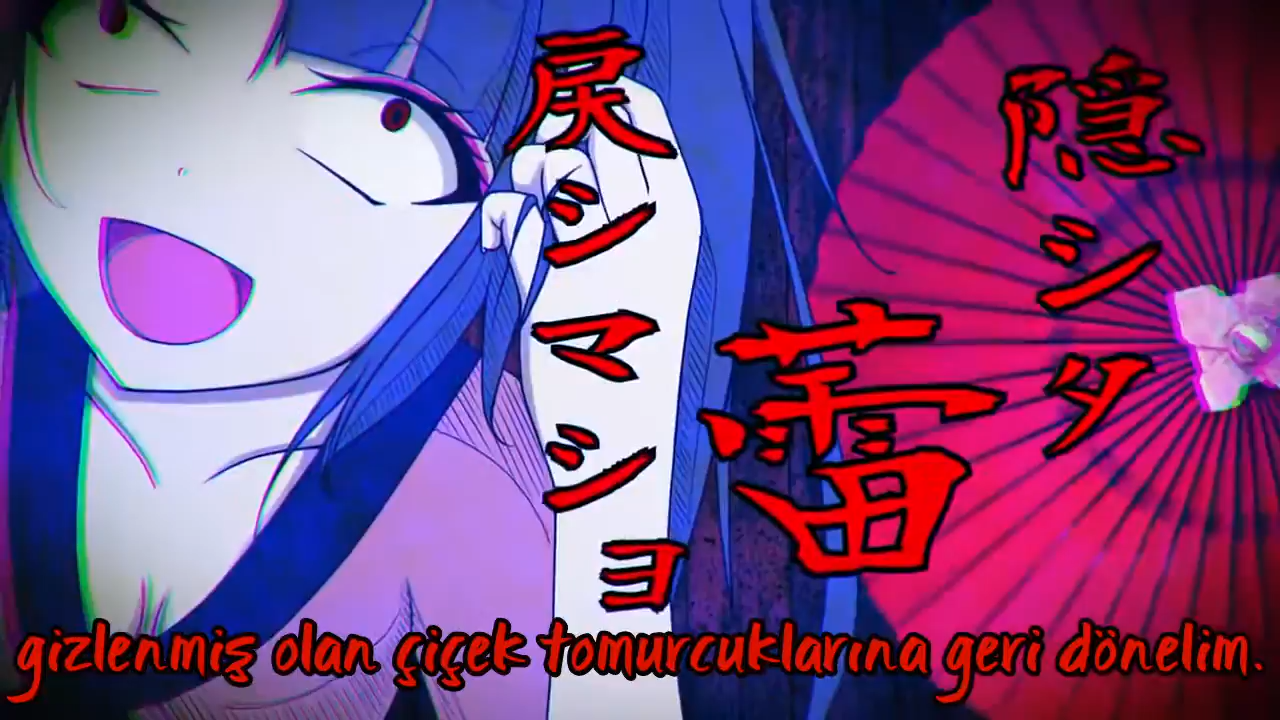 隠シタ
蕾
戻シマショ
gizlenmiş olan çiçek tomurcuklarına geri dönelim.